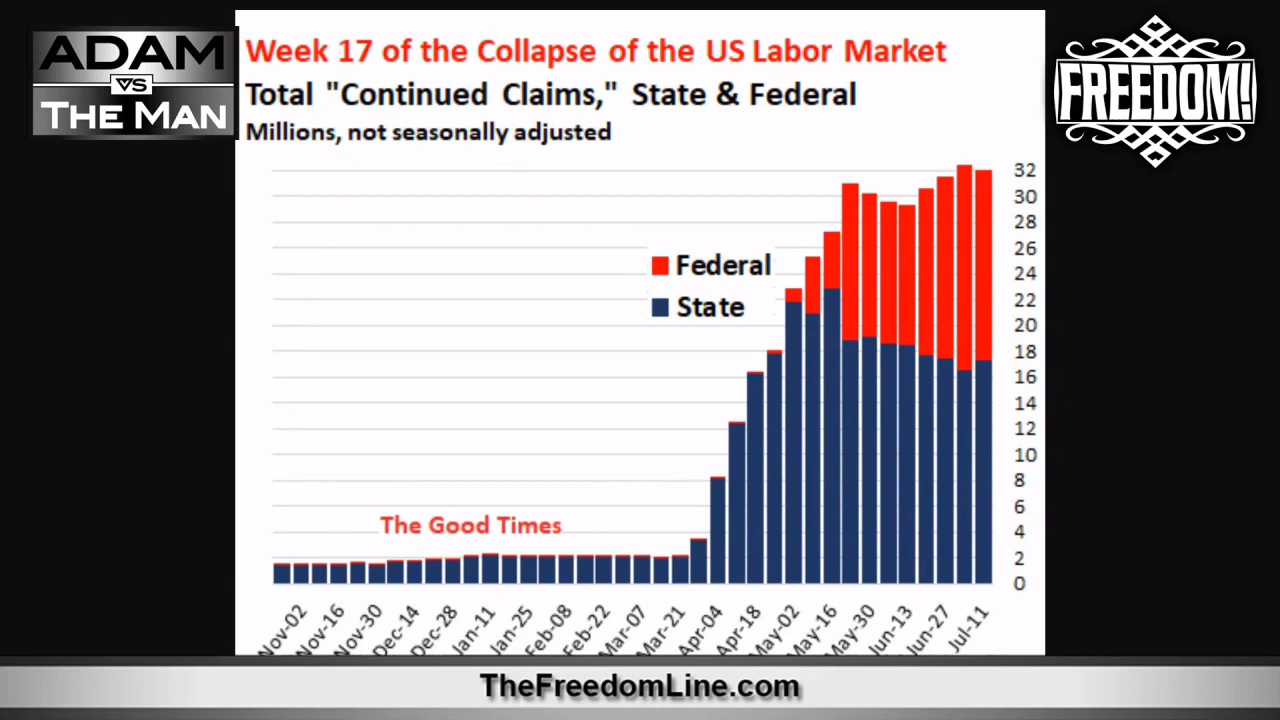 ADAM
VS
THE MAN
Week 17 of the Collapse of the US Labor Market
Total "Continued Claims," State & Federal
Millions, not seasonally adjusted
FREEDOM!
32
30
28
26
24
22
20
18
16
14
12
10
8
6
4
2
0
Federal
State
The Good Times
Nov-02
Nov-16
Nov-30
Dec-14
Dec-28
Jan-11
Jan-25
Feb-08
Feb-22
Mar-07
Mar-21
Apr-04
Apr-18
May-02
May-16
May-30
Jun-13
Jun-27
Jul-11
TheFreedomLine.com